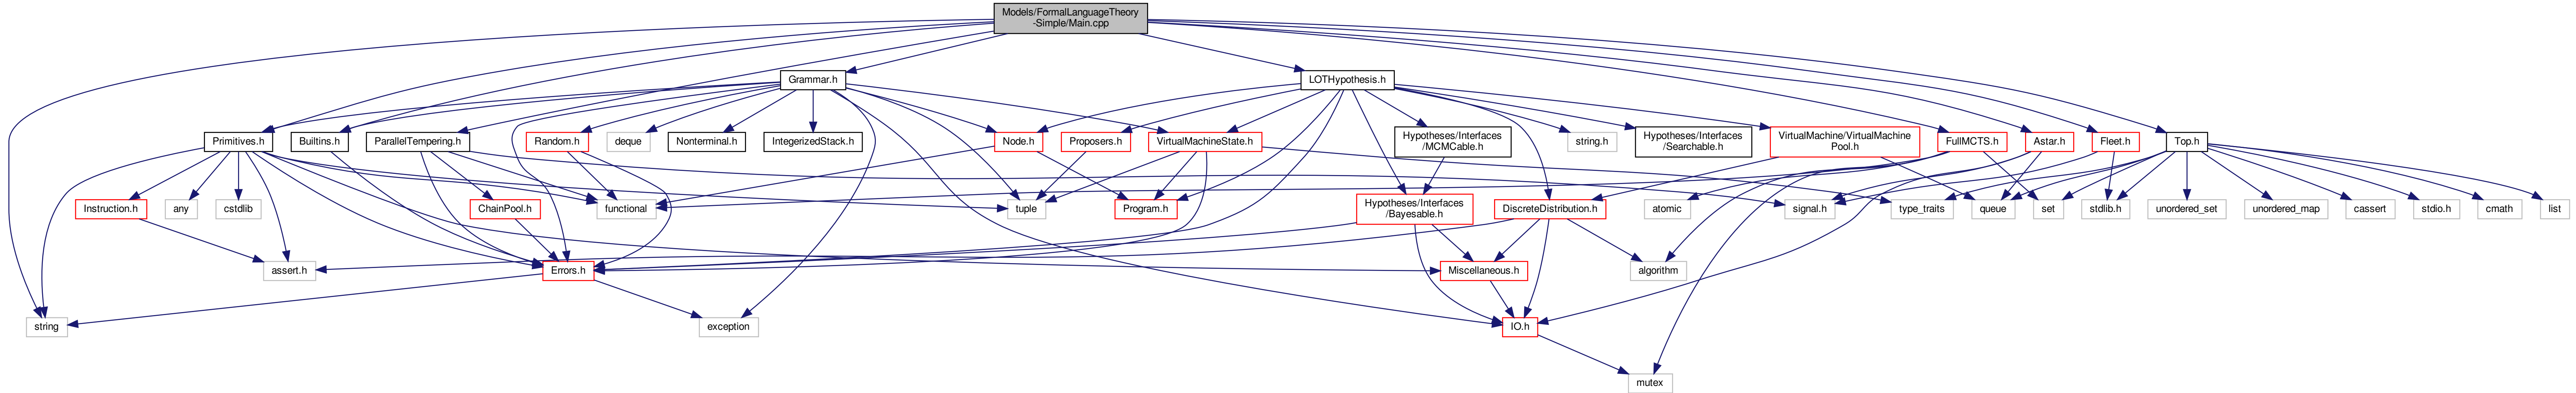 Models/FormalLanguageTheory
-Simple/Main.cpp
Grammar.h
LOTHypothesis.h
Primitives.h
Builtins.h
ParallelTempering.h
Random.h
deque
Nonterminal.h
IntegerizedStack.h
Node.h
Proposers.h
VirtualMachineState.h
Hypotheses/Interfaces
/MCMCable.h
string.h
Hypotheses/Interfaces
/Searchable.h
VirtualMachine/VirtualMachine
Pool.h
FullMCTS.h
Astar.h
Fleet.h
Top.h
Instruction.h
any
cstdlib
ChainPool.h
functional
tuple
Program.h
Hypotheses/Interfaces
/Bayesable.h
DiscreteDistribution.h
atomic
signal.h
type_traits
queue
set
stdlib.h
unordered_set
unordered_map
cassert
stdio.h
cmath
list
assert.h
Errors.h
Miscellaneous.h
algorithm
string
exception
IO.h
mutex